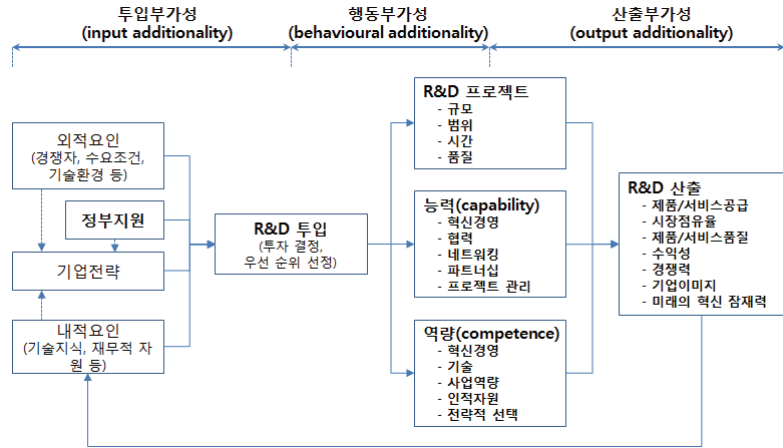 투입부가성
(input additionality)
행동부가성
(behavioural additionality)
산출부가성
(output additionality)
외적요인
(경쟁자, 수요조건,
기술환경 등)
정부지원
기업전략
내적요인
(기술지식, 재무적 자
원 등)
R&D 투입
(투자 결정,
우선 순위 선정)
R&D 프로젝트
- 규모
- 범위
- 시간
- 품질
능력(capability)
- 혁신경영
- 협력
- 네트워킹
- 파트너십
- 프로젝트 관리
역량(competence)
- 혁신경영
- 기술
- 사업역량
- 인적자원
- 전략적 선택
R&D 산출
- 제품/서비스공급
- 시장점유율
- 제품/서비스품질
- 수익성
- 경쟁력
- 기업이미지
- 미래의 혁신 잠재력